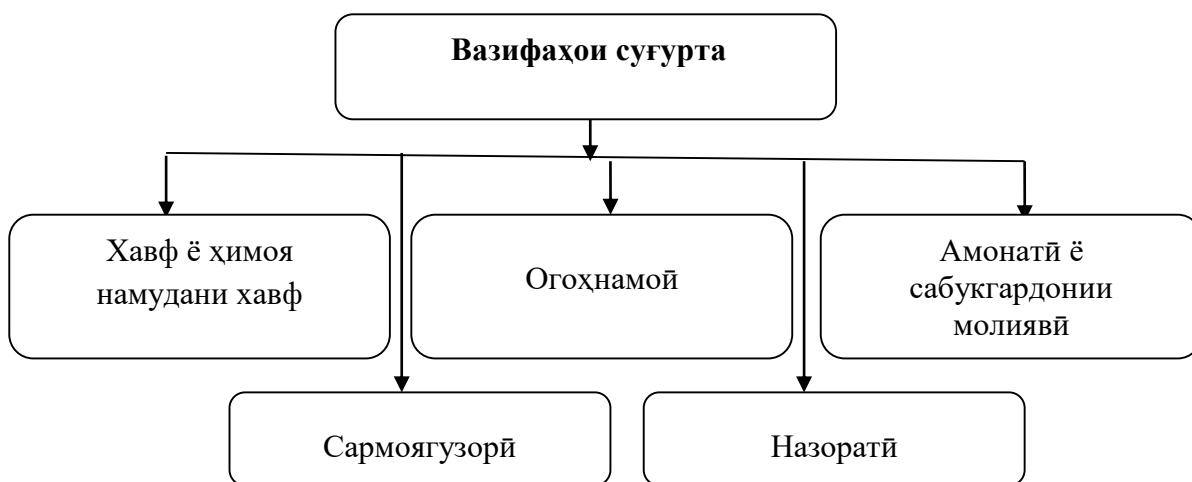 Вазифаҳои суғурта
Хавф ё ҳимоя
намудани хавф
Огоҳнамоӣ
Амонатӣ ё
сабукгардонии
молиявӣ
Сармоягузорӣ
Назоратӣ